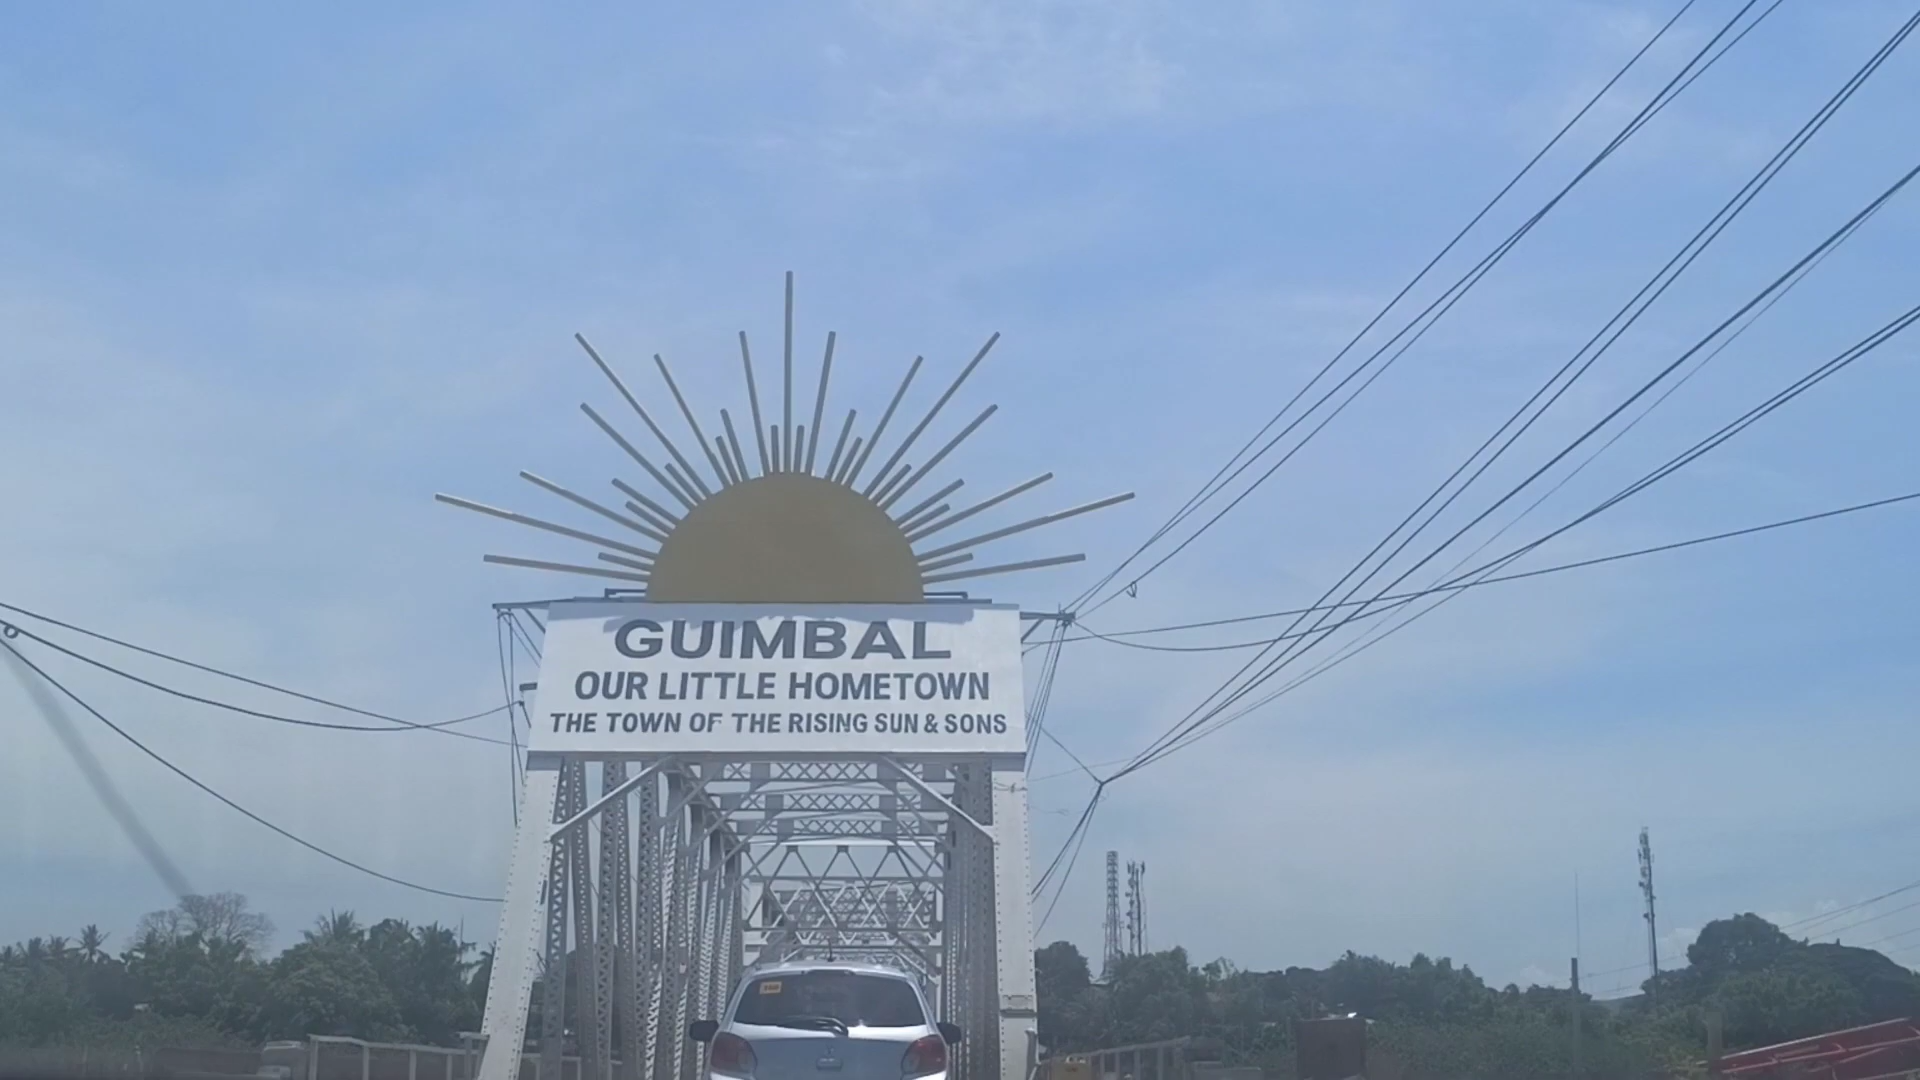 GUIMBAL
OUR LITTLE HOMETOWN
THE TOWN OF THE RISING SUN & SONS